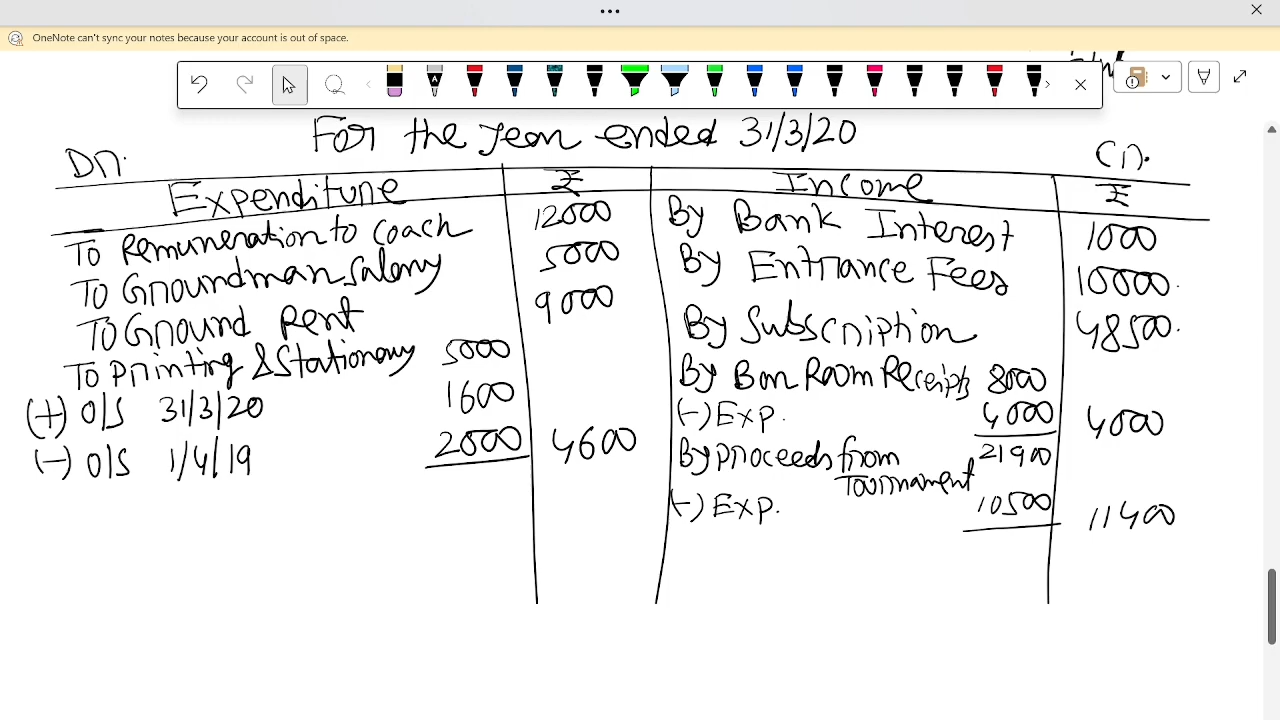 OneNote can't sync your notes because your account is out of space.
For the year ended 31/3/20
Dr. Cr.
Expenditure ₹ Income ₹
To Remuneration to coach 12000
To Groundman Salary 5000
To Ground Rent 9000
To Printing & Stationary 5000
(+) O/S 31/3/20 1600
(-) O/S 1/4/19 2000 4600
By Bank Interest 1000
By Entrance Fees 10000.
By Subscription 48500.
By Bar Room Receipts 8000
(-) Exp. 4000 4000
By proceeds from 21900
Tournament
(-) Exp. 10500 11400